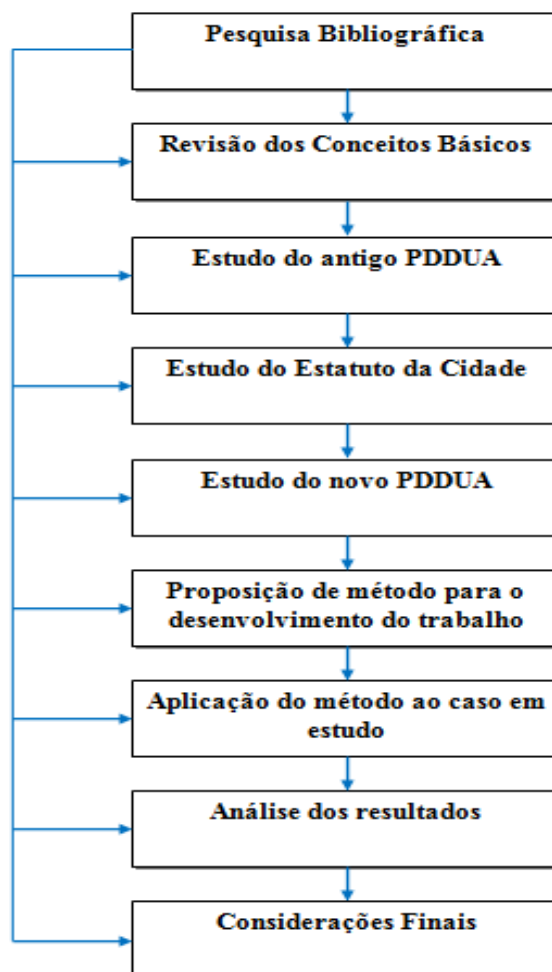 Pesquisa Bibliográfica
Revisão dos Conceitos Básicos
Estudo do antigo PDDUA
Estudo do Estatuto da Cidade
Estudo do novo PDDUA
Proposição de método para o
desenvolvimento do trabalho
Aplicação do método ao caso em
estudo
Análise dos resultados
Considerações Finais